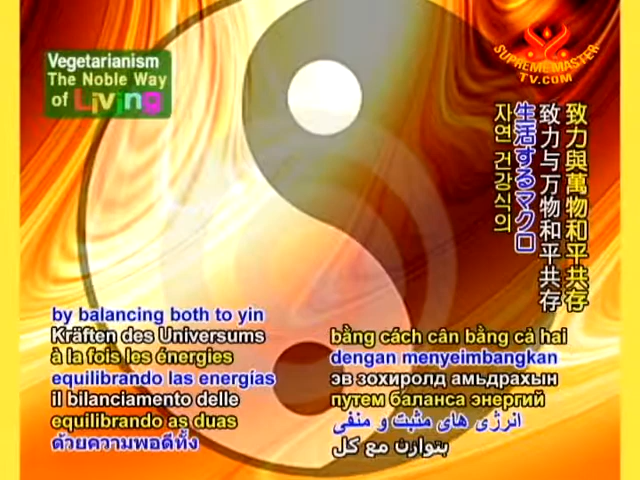 Vegetarianism
The Noble Way
of Living
SUPREME MASTER
TV.COM
致力與萬物和平共存
致力与万物和平共存
生活するマクロ
자연 건강식의
by balancing both to yin
Kräften des Universums
à la fois les énergies
equilibrando las energías
il bilanciamento delle
equilibrando as duas
ด้วยความพอดีทั้ง
bằng cách cân bằng cả hai
dengan menyeimbangkan
эв зохиролд амьдрахын
путем баланса энергий
انرژی های مثبت و منفی
بتوازن مع كل